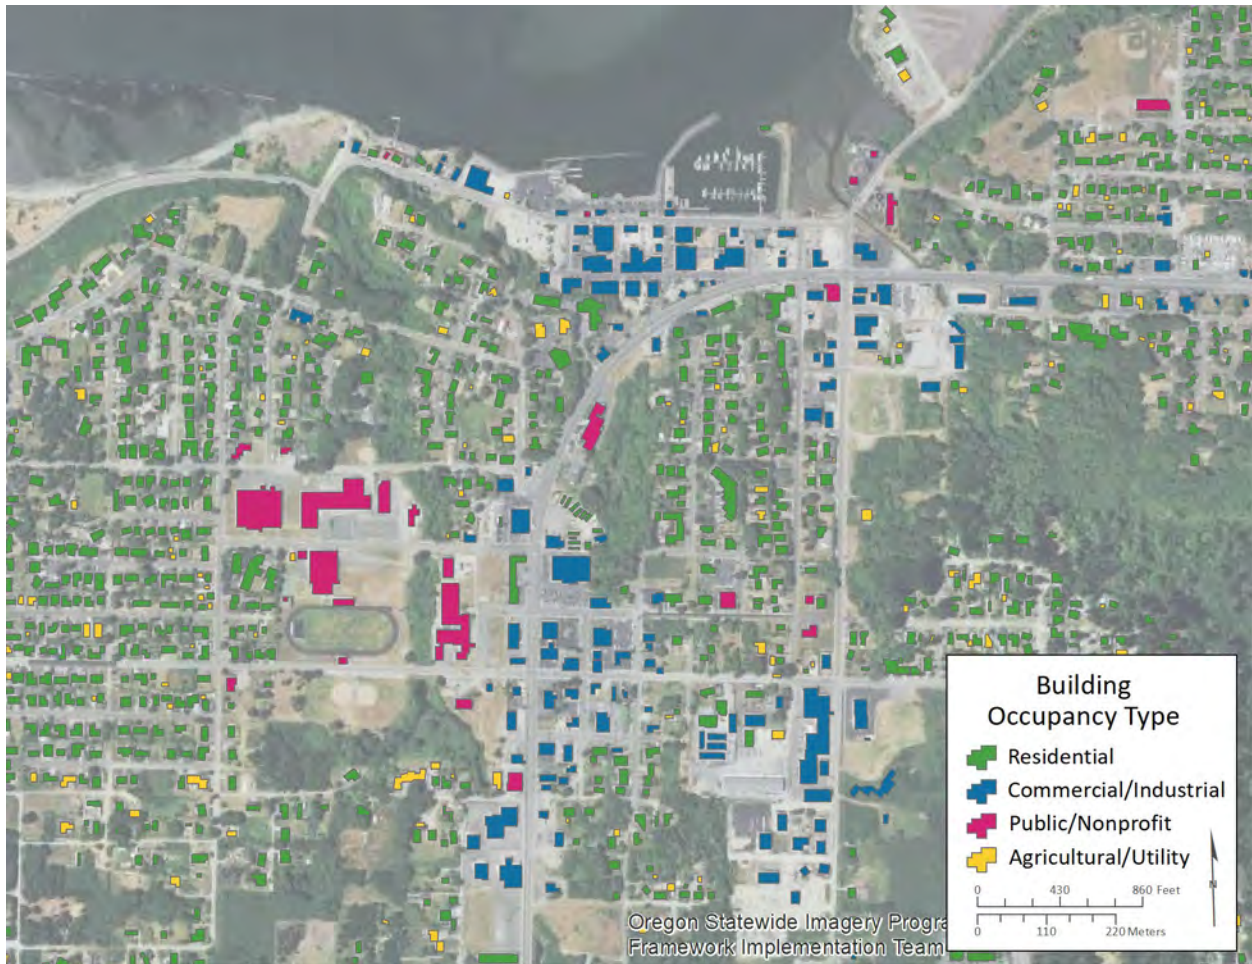 Building
Occupancy Type
Residential
Commercial/Industrial
Public/Nonprofit
Agricultural/Utility
N
0 430 860 Feet
0 110 220 Meters
Oregon Statewide Imagery Progra
Framework Implementation Team